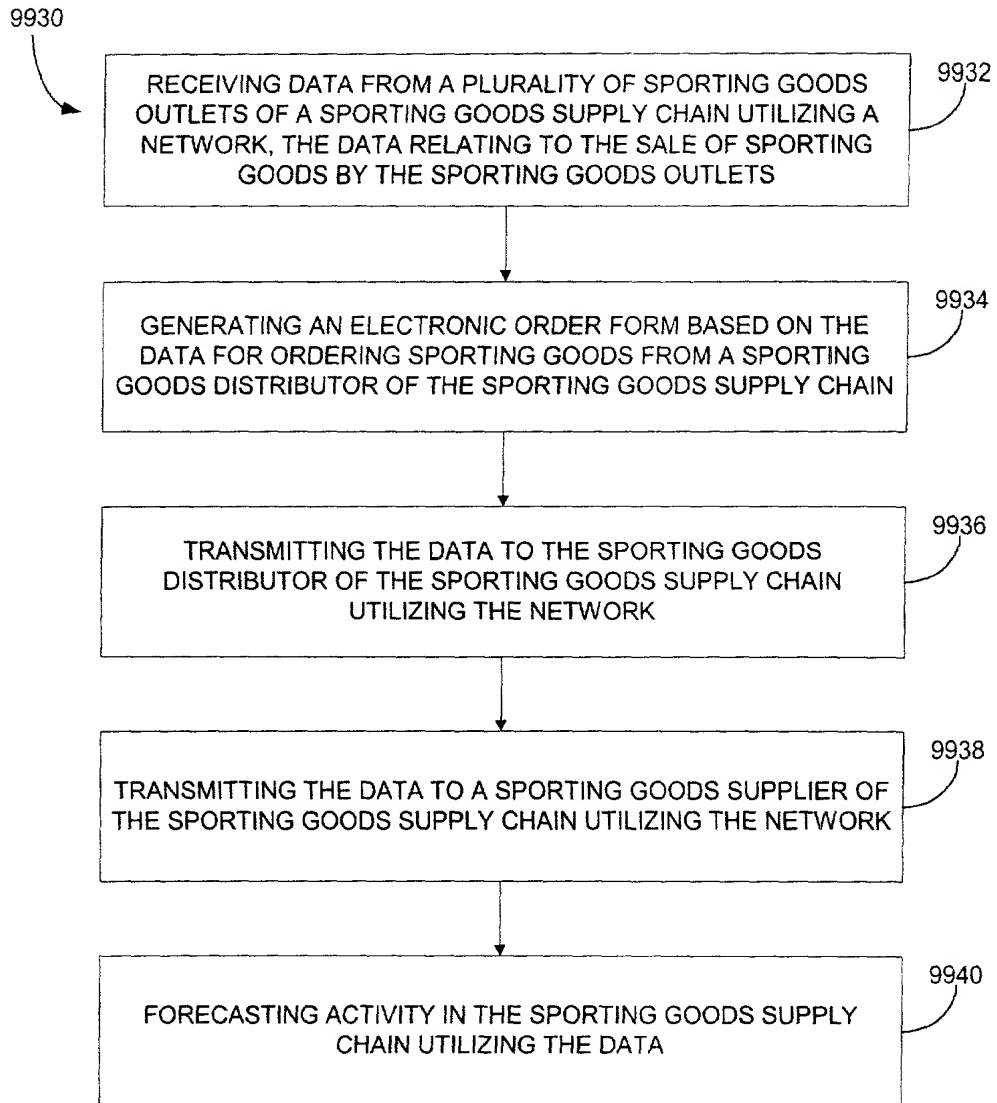 9930
RECEIVING DATA FROM A PLURALITY OF SPORTING GOODS
OUTLETS OF A SPORTING GOODS SUPPLY CHAIN UTILIZING A
NETWORK, THE DATA RELATING TO THE SALE OF SPORTING
GOODS BY THE SPORTING GOODS OUTLETS
9932
GENERATING AN ELECTRONIC ORDER FORM BASED ON THE
DATA FOR ORDERING SPORTING GOODS FROM A SPORTING
GOODS DISTRIBUTOR OF THE SPORTING GOODS SUPPLY CHAIN
9934
TRANSMITTING THE DATA TO THE SPORTING GOODS
DISTRIBUTOR OF THE SPORTING GOODS SUPPLY CHAIN
UTILIZING THE NETWORK
9936
TRANSMITTING THE DATA TO A SPORTING GOODS SUPPLIER OF
THE SPORTING GOODS SUPPLY CHAIN UTILIZING THE NETWORK
9938
FORECASTING ACTIVITY IN THE SPORTING GOODS SUPPLY
CHAIN UTILIZING THE DATA
9940